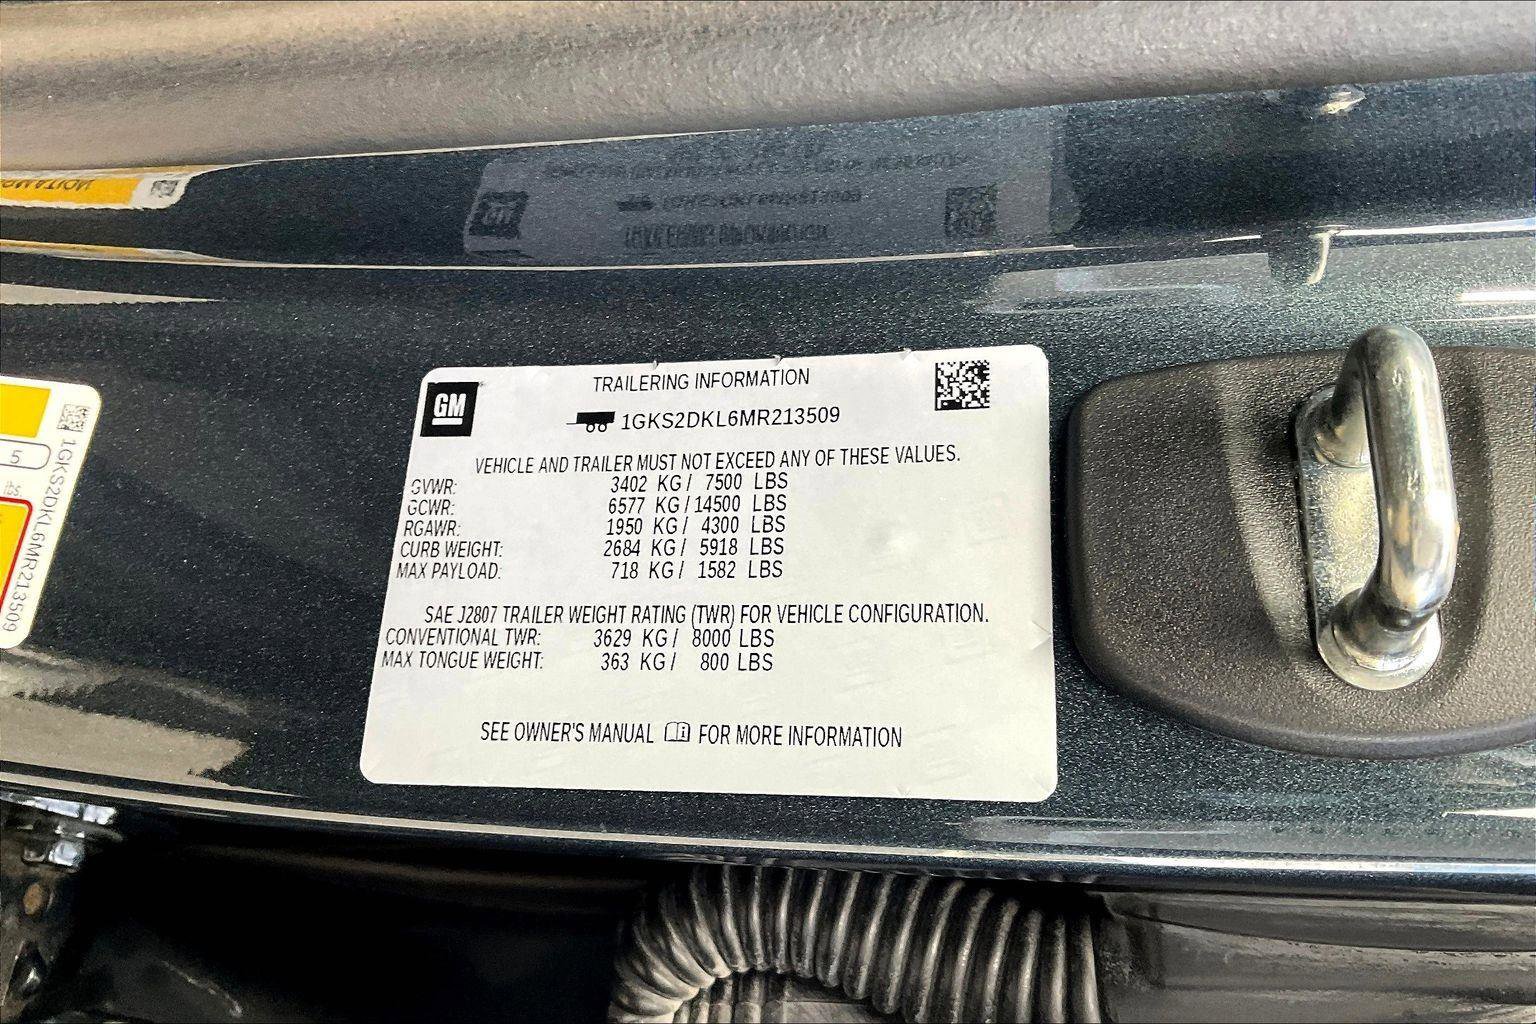 GM
TRAILERING INFORMATION
1GKS2DKL6MR213509
VEHICLE AND TRAILER MUST NOT EXCEED ANY OF THESE VALUES.
GVWR: 3402 KG / 7500 LBS
GCWR: 6577 KG / 14500 LBS
RGAWR: 1950 KG / 4300 LBS
CURB WEIGHT: 2684 KG / 5918 LBS
MAX PAYLOAD: 718 KG / 1582 LBS
SAE J2807 TRAILER WEIGHT RATING (TWR) FOR VEHICLE CONFIGURATION.
CONVENTIONAL TWR: 3629 KG / 8000 LBS
MAX TONGUE WEIGHT: 363 KG / 800 LBS
SEE OWNER'S MANUAL FOR MORE INFORMATION
5
lbs.
1GKS2DKL6MR213509